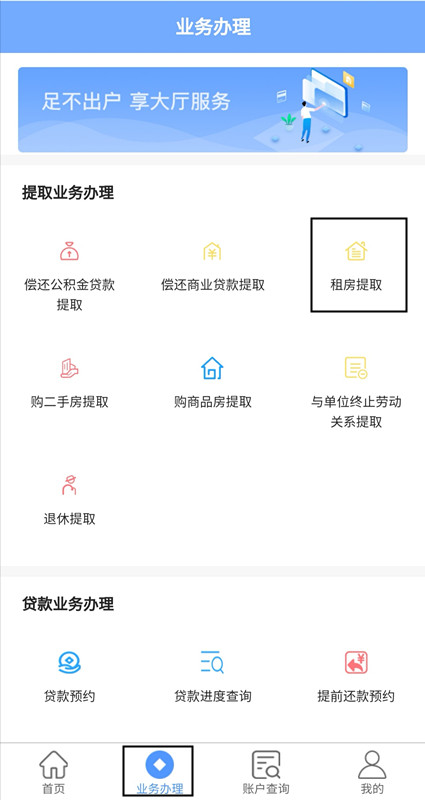 业务办理
足不出户 享大厅服务
提取业务办理
偿还公积金贷款
提取
偿还商业贷款提取
租房提取
购二手房提取
购商品房提取
与单位终止劳动
关系提取
退休提取
贷款业务办理
贷款预约
贷款进度查询
提前还款预约
首页
业务办理
账户查询
我的